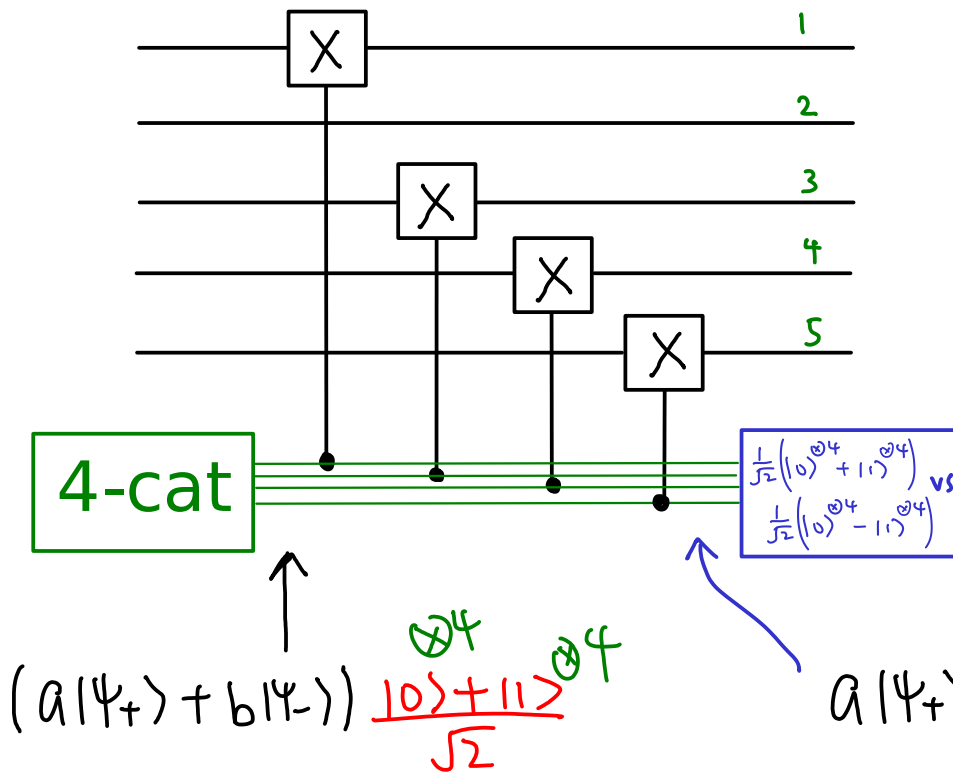 1
X
2
3
X
4
X
5
X
4-cat
1/√2 (|0⟩^⊗4 + |1⟩^⊗4)
vs
1/√2 (|0⟩^⊗4 - |1⟩^⊗4)
⊗4 ⊗4
(a|ψ₊⟩ + b|ψ₋⟩) |0⟩+|1⟩ / √2
a|ψ₊⟩